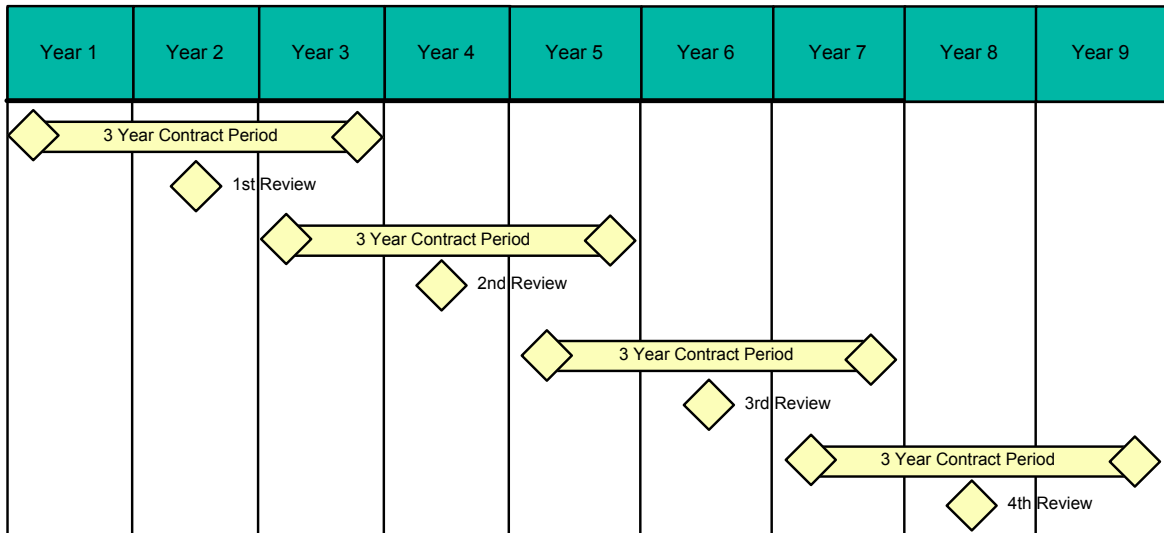 Year 1 Year 2 Year 3 Year 4 Year 5 Year 6 Year 7 Year 8 Year 9
3 Year Contract Period
1st Review
3 Year Contract Period
2nd Review
3 Year Contract Period
3rd Review
3 Year Contract Period
4th Review